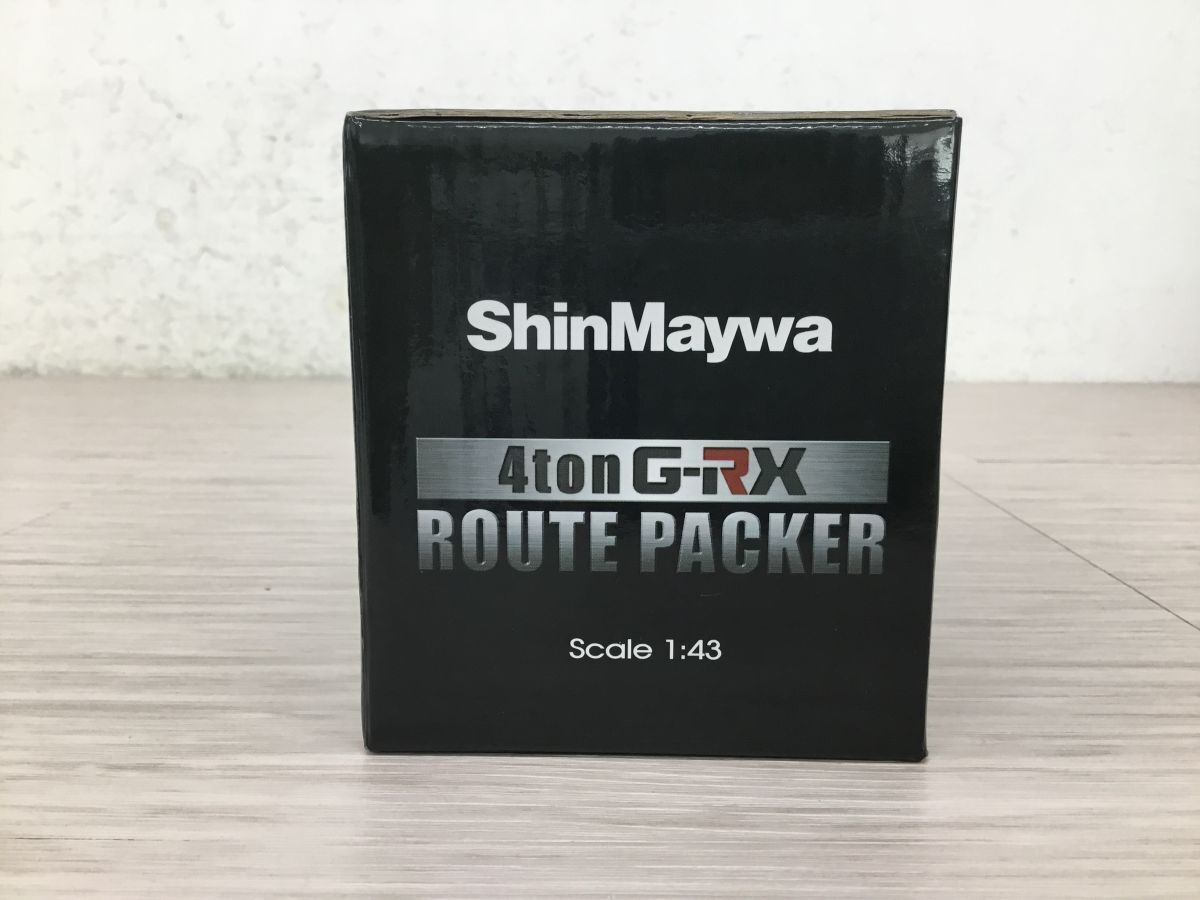 ShinMaywa
4ton G-RX
ROUTE PACKER
Scale 1:43